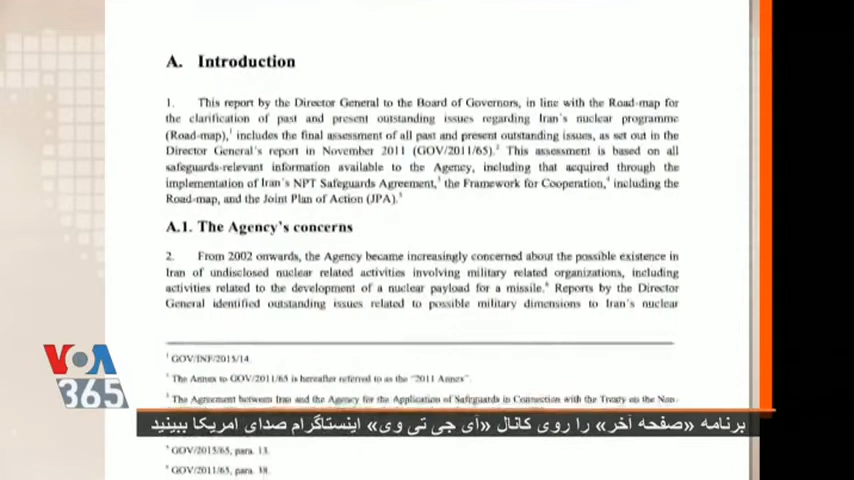 A. Introduction
1. This report by the Director General to the Board of Governors, in line with the Road-map for
the clarification of past and present outstanding issues regarding Iran's nuclear programme
(Road-map),¹ includes the final assessment of all past and present outstanding issues, as set out in the
Director General's report in November 2011 (GOV/2011/65).² This assessment is based on all
safeguards-relevant information available to the Agency, including that acquired through the
implementation of Iran's NPT Safeguards Agreement,³ the Framework for Cooperation,⁴ including the
Road-map, and the Joint Plan of Action (JPA).⁵
A.1. The Agency's concerns
2. From 2002 onwards, the Agency became increasingly concerned about the possible existence in
Iran of undisclosed nuclear related activities involving military related organizations, including
activities related to the development of a nuclear payload for a missile.⁶ Reports by the Director
General identified outstanding issues related to possible military dimensions to Iran's nuclear
¹ GOV/INF/2015/14.
² The Annex to GOV/2011/65 is hereafter referred to as the "2011 Annex".
³ The Agreement between Iran and the Agency for the Application of Safeguards in Connection with the Treaty on the Non-
VOA
365
برنامه «صفحه آخر» را روی کانال «آی جی تی وی» اینستاگرام صدای امریکا ببینید
GOV/2015/65, para. 13.
⁶ GOV/2011/65, para. 38.